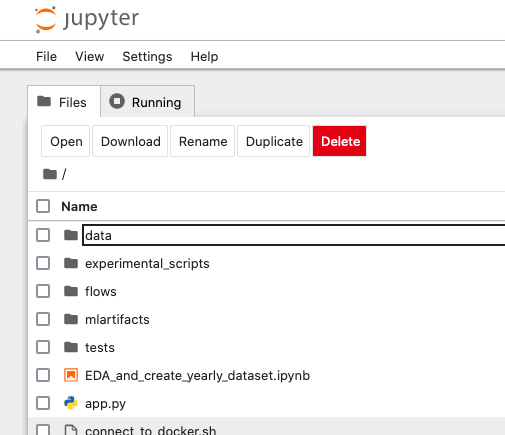 jupyter
File View Settings Help
Files Running
Open Download Rename Duplicate Delete
/
Name
data
experimental_scripts
flows
mlartifacts
tests
EDA_and_create_yearly_dataset.ipynb
app.py
connect_to_docker.sh